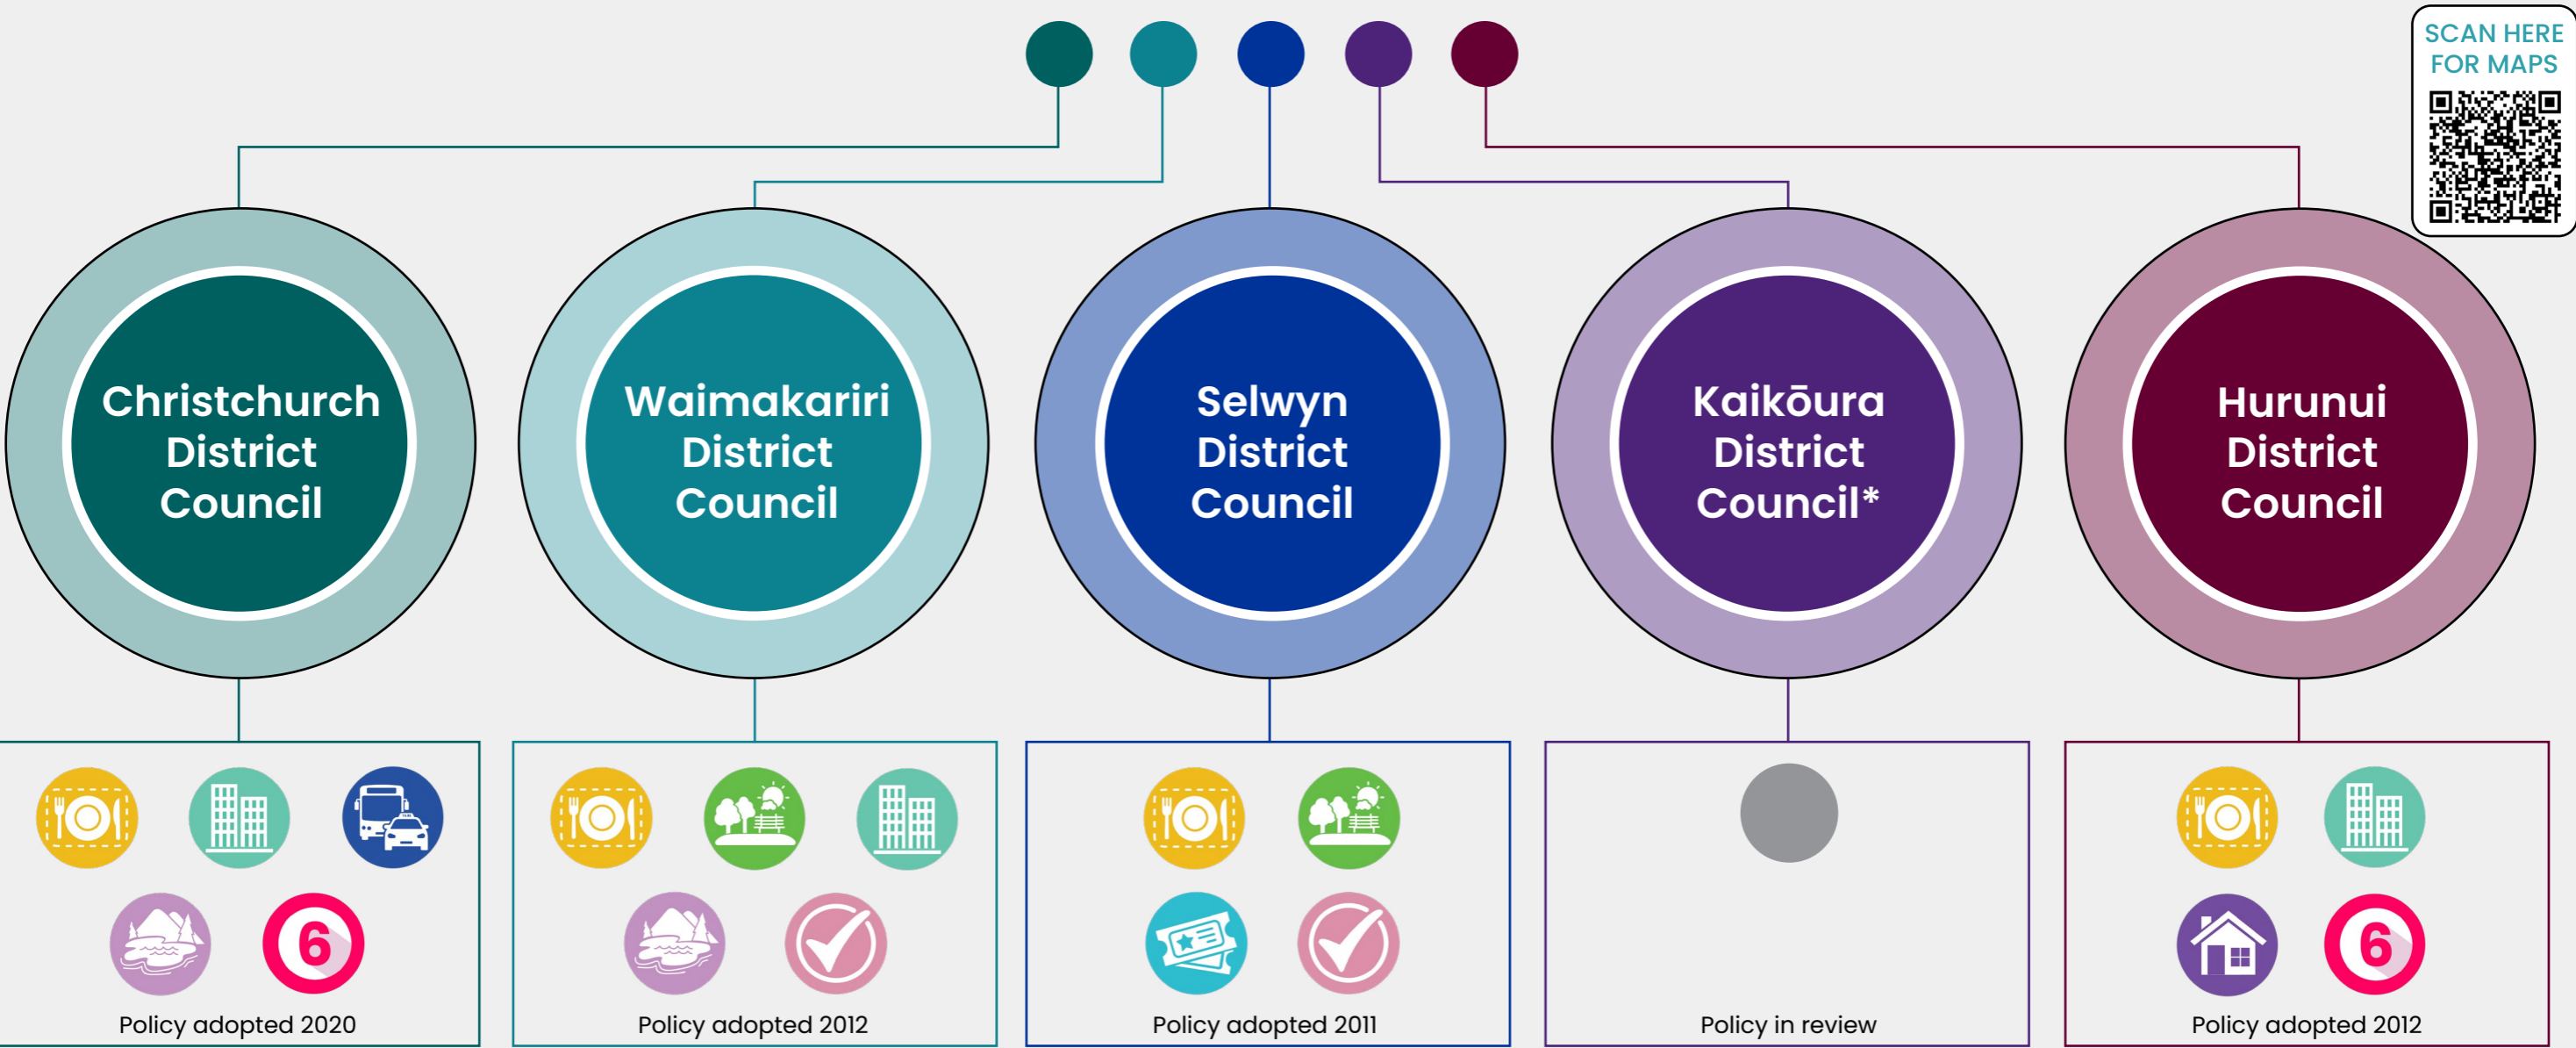 SCAN HERE
FOR MAPS
Christchurch
District
Council
Waimakariri
District
Council
Selwyn
District
Council
Kaikōura
District
Council*
Hurunui
District
Council
6
Policy adopted 2020
Policy adopted 2012
Policy adopted 2011
Policy in review
6
Policy adopted 2012